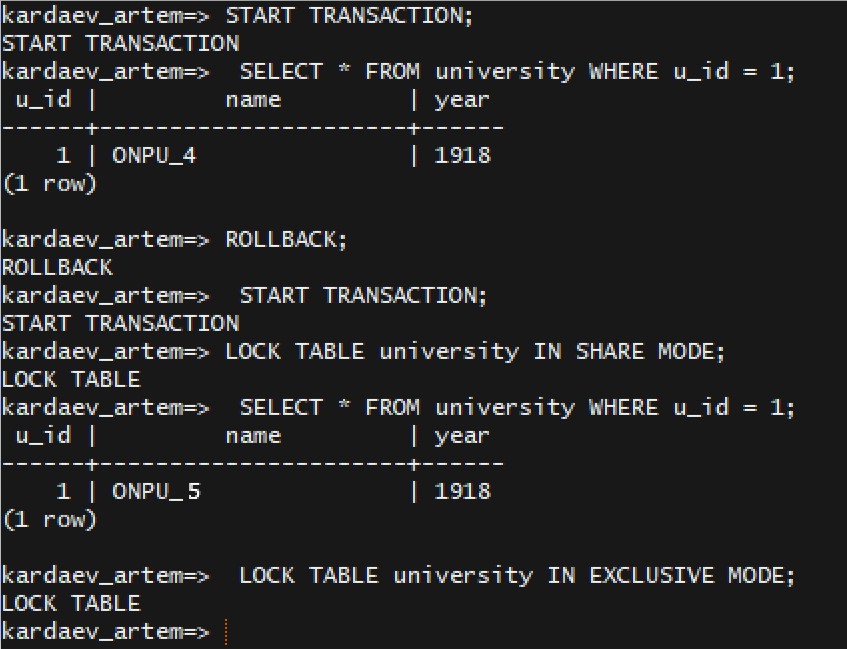 kardaev_artem=> START TRANSACTION;
START TRANSACTION
kardaev_artem=>  SELECT * FROM university WHERE u_id = 1;
 u_id |         name         | year
------+----------------------+------
    1 | ONPU_4               | 1918
(1 row)

kardaev_artem=> ROLLBACK;
ROLLBACK
kardaev_artem=>  START TRANSACTION;
START TRANSACTION
kardaev_artem=> LOCK TABLE university IN SHARE MODE;
LOCK TABLE
kardaev_artem=>  SELECT * FROM university WHERE u_id = 1;
 u_id |         name         | year
------+----------------------+------
    1 | ONPU_5               | 1918
(1 row)

kardaev_artem=>  LOCK TABLE university IN EXCLUSIVE MODE;
LOCK TABLE
kardaev_artem=>